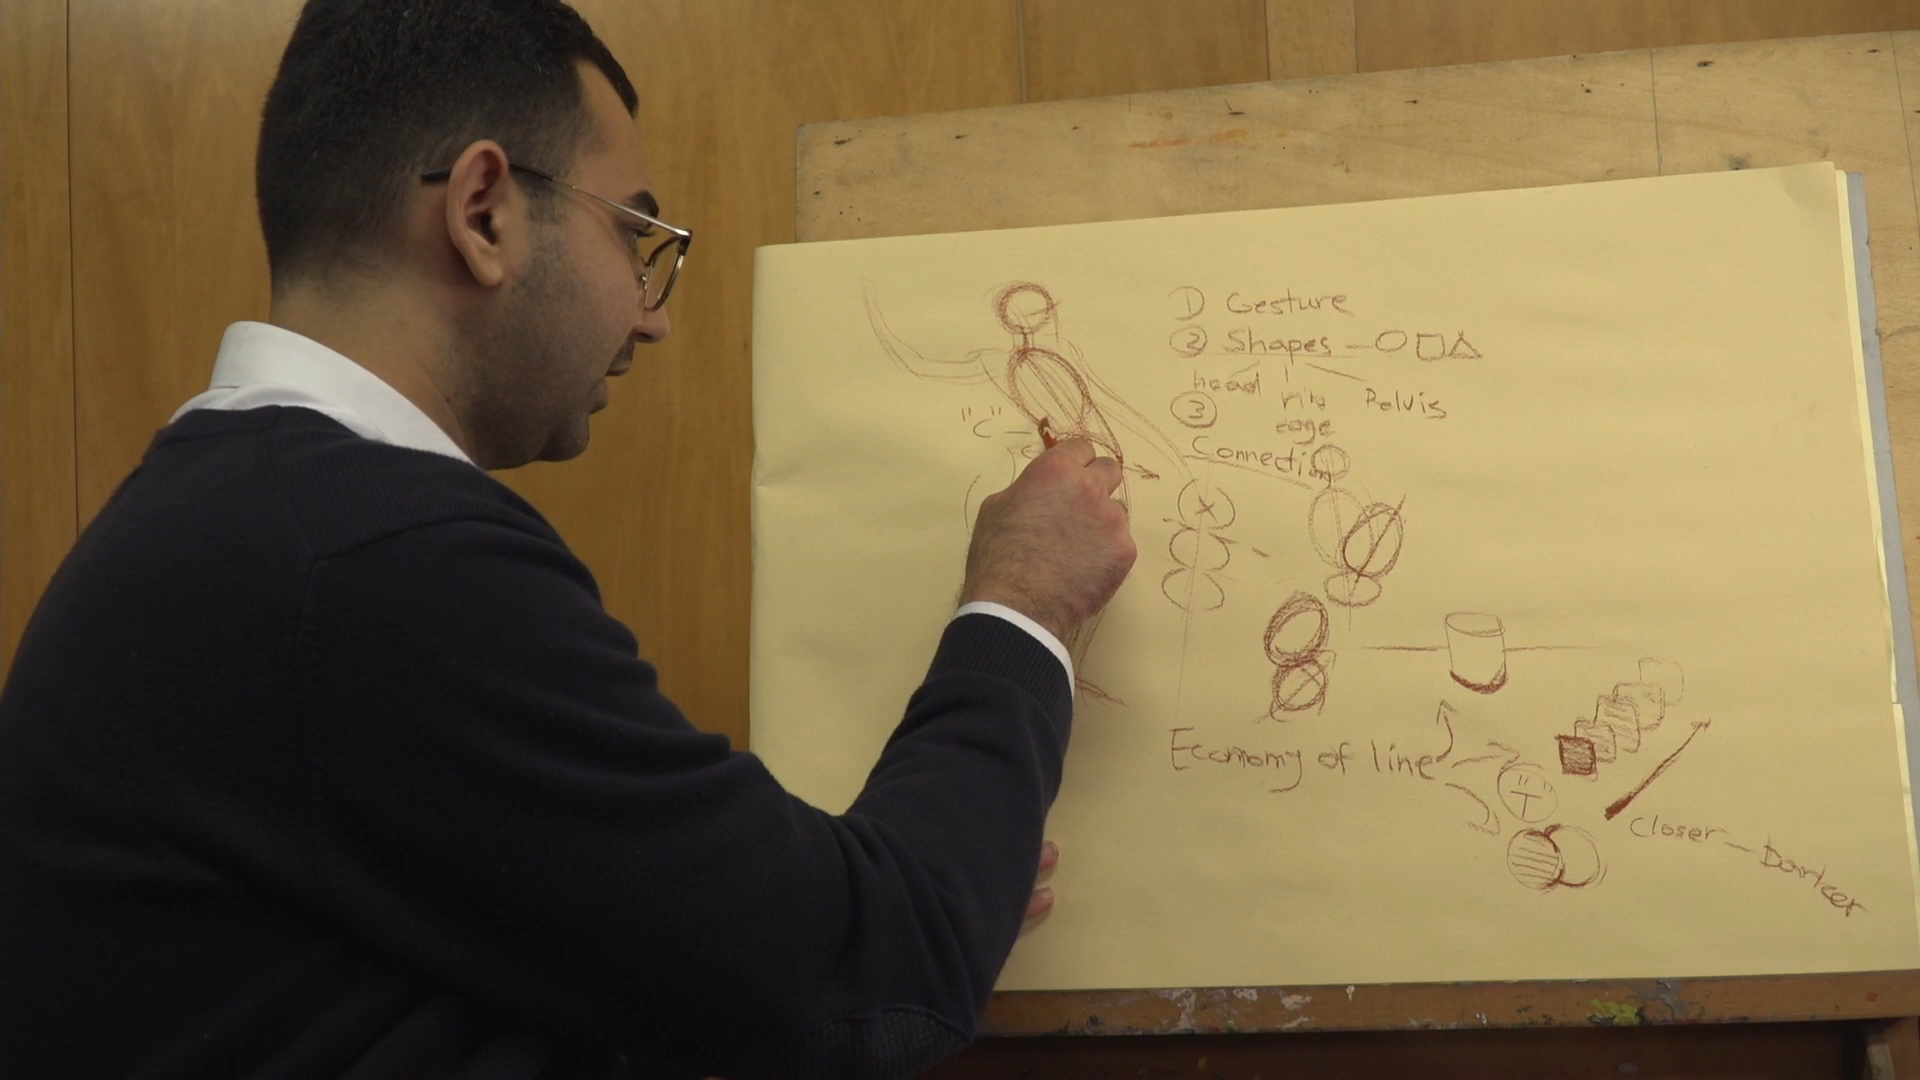 1) Gesture
2 Shapes
head rib cage Pelvis
3
Connection
"C"
Economy of line
"T"
Closer - Darker